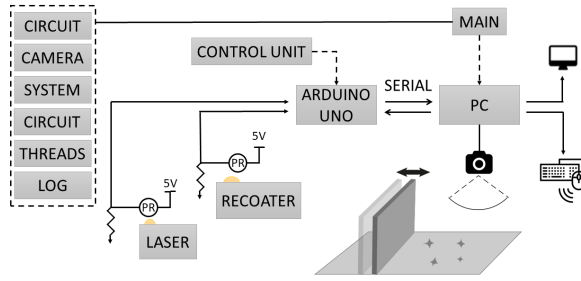 CIRCUIT
CAMERA
SYSTEM
CIRCUIT
THREADS
LOG
MAIN
CONTROL UNIT
ARDUINO
UNO
SERIAL
PC
5V
PR
RECOATER
5V
PR
LASER